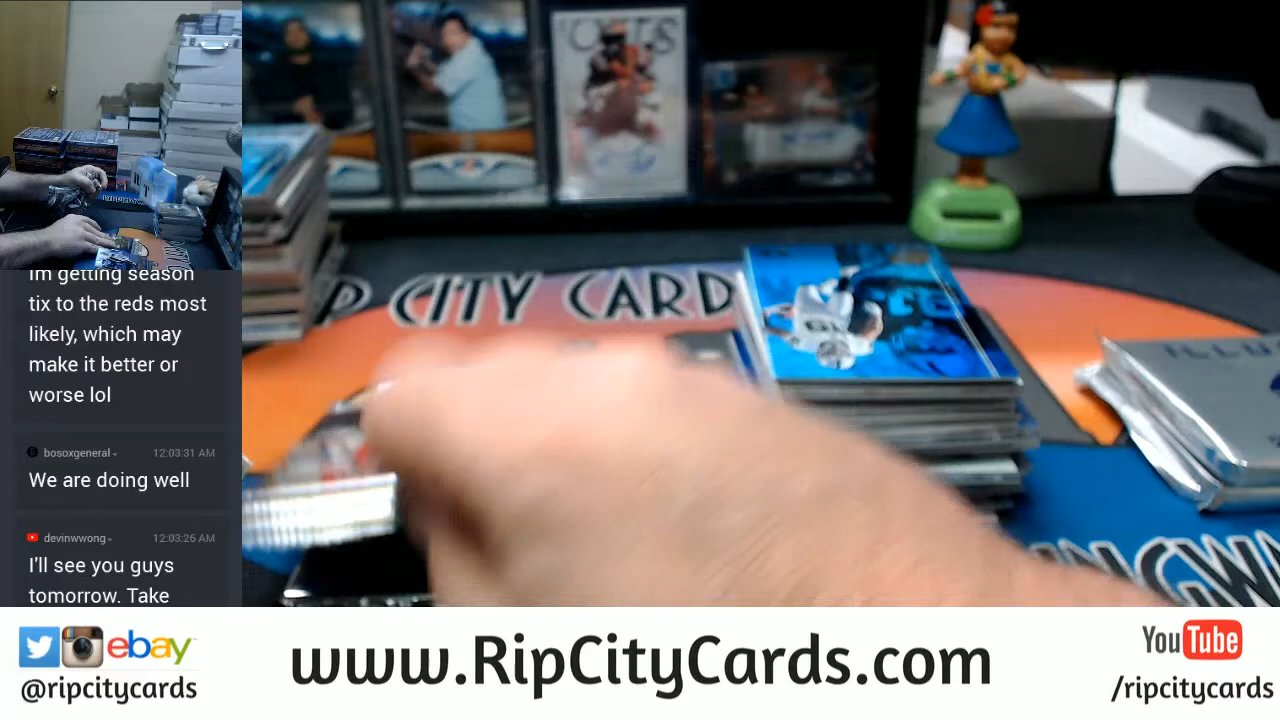 Im getting season
tix to the reds most
likely, which may
make it better or
worse lol
bosoxgeneral
12:03:31 AM
We are doing well
devinwwong
12:03:26 AM
I'll see you guys
tomorrow. Take
P CITY CARD
19
ebay
@ripcitycards
www.RipCityCards.com
YouTube
/ripcitycards